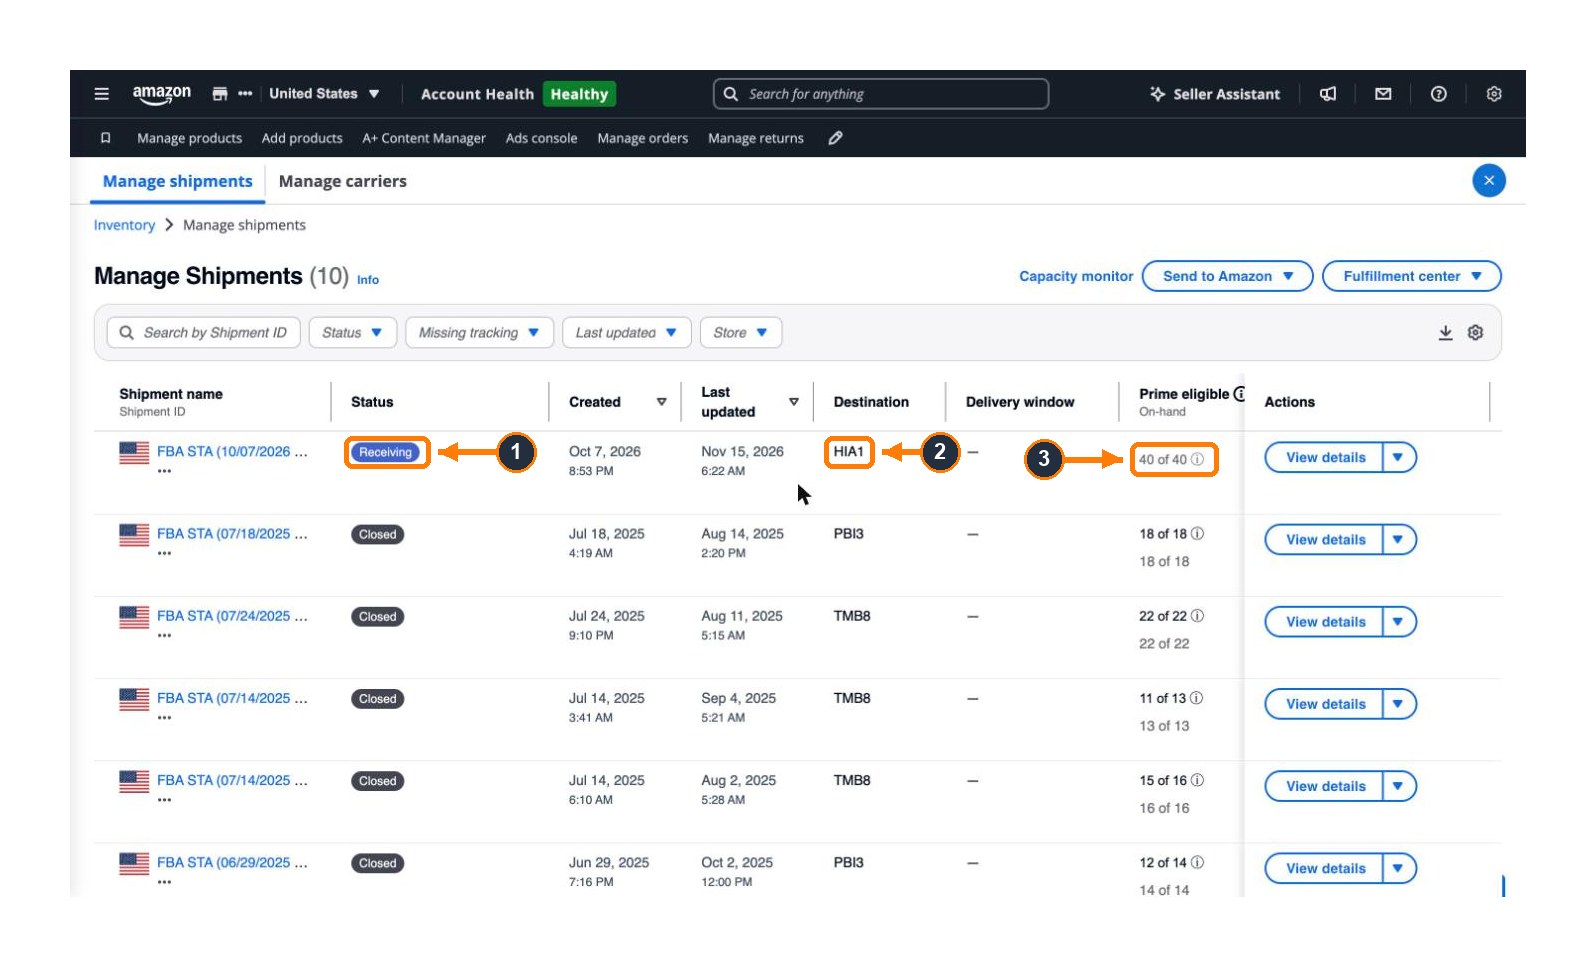 amazon
United States
Account Health Healthy
Search for anything
Seller Assistant
Manage products Add products A+ Content Manager Ads console Manage orders Manage returns
Manage shipments Manage carriers
Inventory > Manage shipments
Manage Shipments (10) Info
Capacity monitor Send to Amazon Fulfillment center
Search by Shipment ID Status Missing tracking Last updated Store
Shipment name
Shipment ID
Status
Created
Last
updated
Destination
Delivery window
Prime eligible
On-hand
Actions
FBA STA (10/07/2026 ...
•••
Receiving
1
Oct 7, 2026
8:53 PM
Nov 15, 2026
6:22 AM
HIA1
2
—
3
40 of 40
View details
FBA STA (07/18/2025 ...
•••
Closed
Jul 18, 2025
4:19 AM
Aug 14, 2025
2:20 PM
PBI3
—
18 of 18
18 of 18
View details
FBA STA (07/24/2025 ...
•••
Closed
Jul 24, 2025
9:10 PM
Aug 11, 2025
5:15 AM
TMB8
—
22 of 22
22 of 22
View details
FBA STA (07/14/2025 ...
•••
Closed
Jul 14, 2025
3:41 AM
Sep 4, 2025
5:21 AM
TMB8
—
11 of 13
13 of 13
View details
FBA STA (07/14/2025 ...
•••
Closed
Jul 14, 2025
6:10 AM
Aug 2, 2025
5:28 AM
TMB8
—
15 of 16
16 of 16
View details
FBA STA (06/29/2025 ...
•••
Closed
Jun 29, 2025
7:16 PM
Oct 2, 2025
12:00 PM
PBI3
—
12 of 14
14 of 14
View details